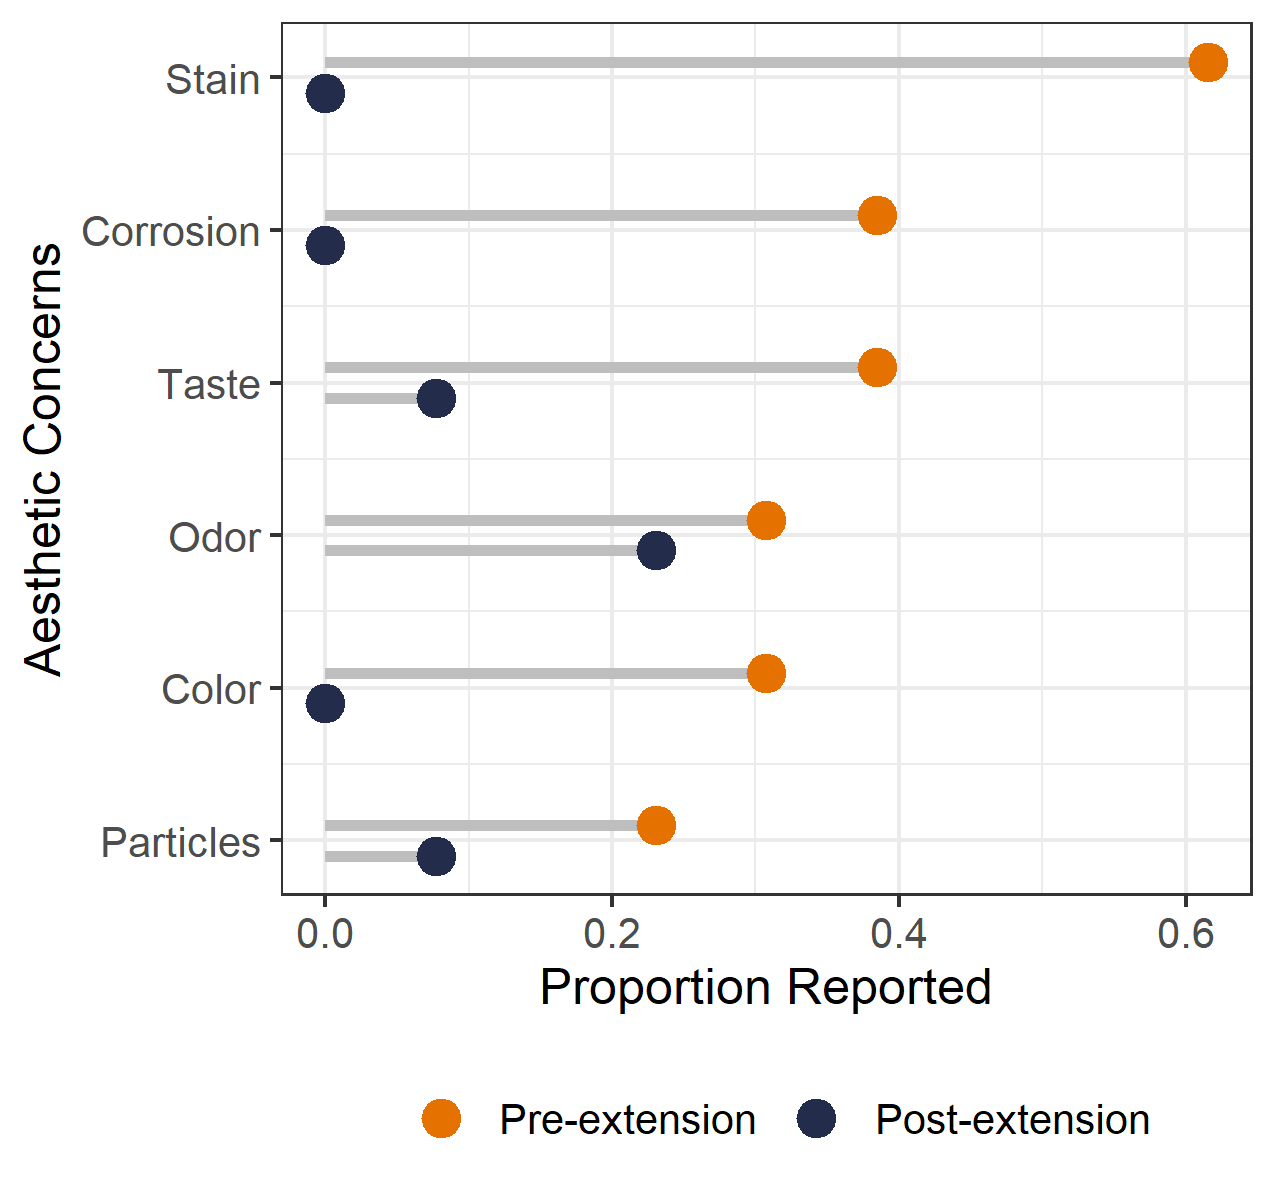 Stain
Corrosion
Taste
Odor
Color
Particles
Aesthetic Concerns
0.0 0.2 0.4 0.6
Proportion Reported
Pre-extension Post-extension